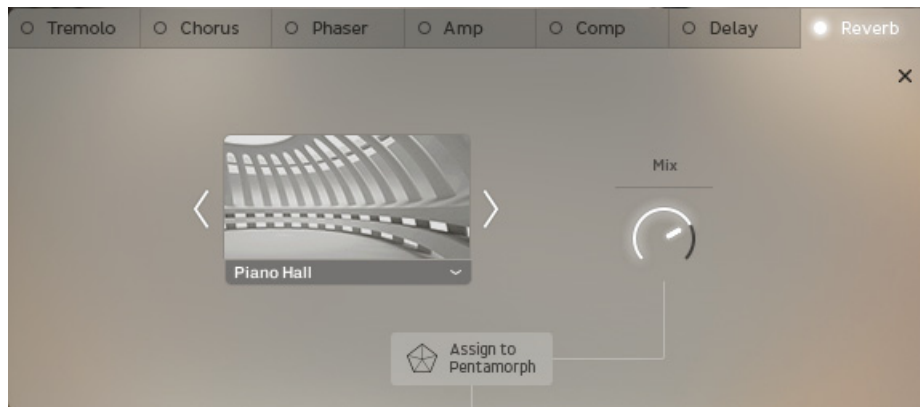 Tremolo
Chorus
Phaser
Amp
Comp
Delay
Reverb
Mix
Piano Hall
Assign to
Pentamorph